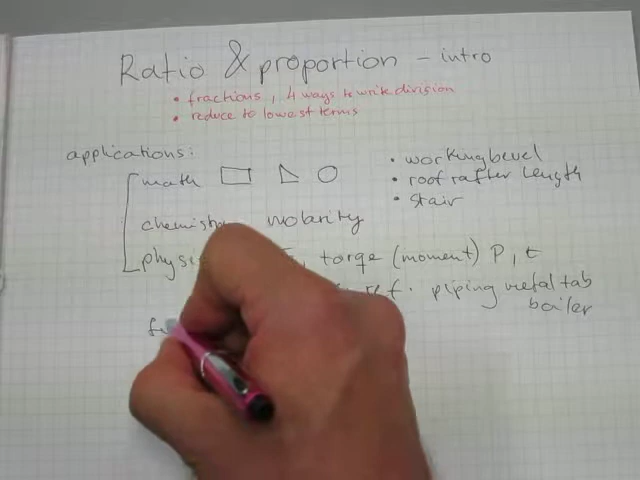 Ratio & proportion - intro
• fractions, 4 ways to write division
• reduce to lowest terms
applications:
math
• working bevel
• roof rafter length
• stair
molarity
torqe (moment) P, t
piping metal tab
boiler